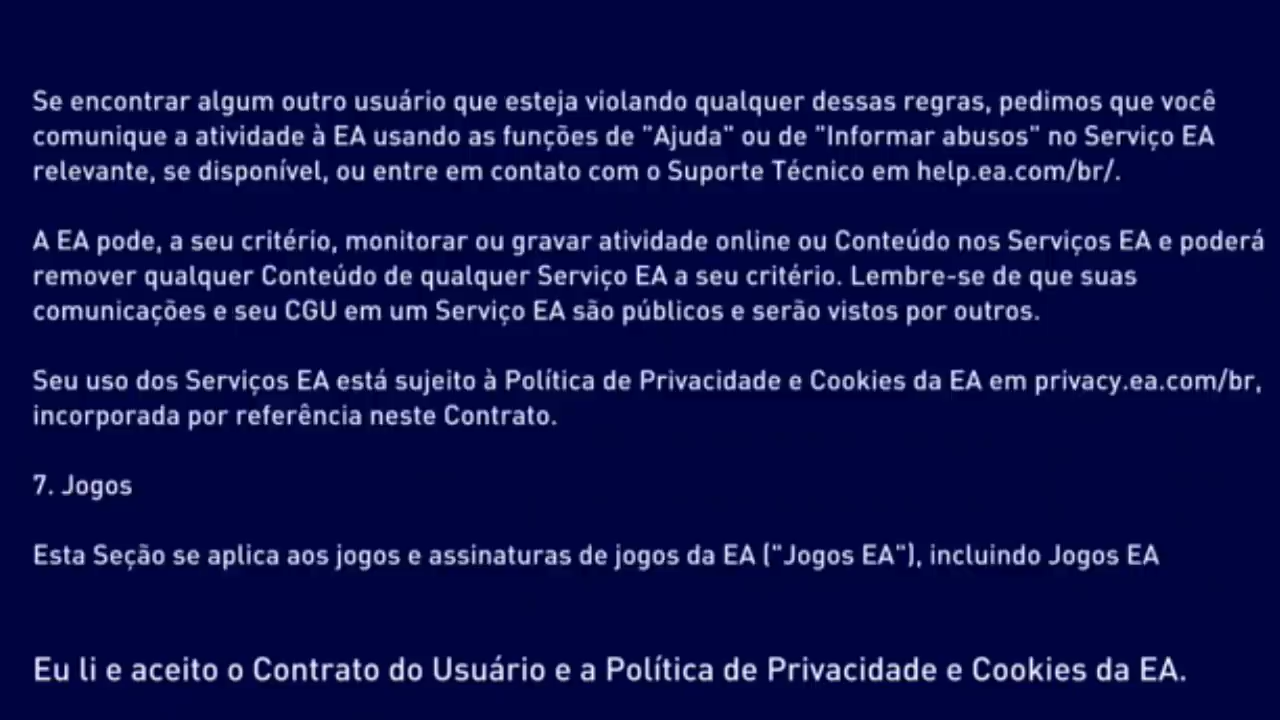 Se encontrar algum outro usuário que esteja violando qualquer dessas regras, pedimos que você
comunique a atividade à EA usando as funções de "Ajuda" ou de "Informar abusos" no Serviço EA
relevante, se disponível, ou entre em contato com o Suporte Técnico em help.ea.com/br/.
A EA pode, a seu critério, monitorar ou gravar atividade online ou Conteúdo nos Serviços EA e poderá
remover qualquer Conteúdo de qualquer Serviço EA a seu critério. Lembre-se de que suas
comunicações e seu CGU em um Serviço EA são públicos e serão vistos por outros.
Seu uso dos Serviços EA está sujeito à Política de Privacidade e Cookies da EA em privacy.ea.com/br,
incorporada por referência neste Contrato.
7. Jogos
Esta Seção se aplica aos jogos e assinaturas de jogos da EA ("Jogos EA"), incluindo Jogos EA
Eu li e aceito o Contrato do Usuário e a Política de Privacidade e Cookies da EA.